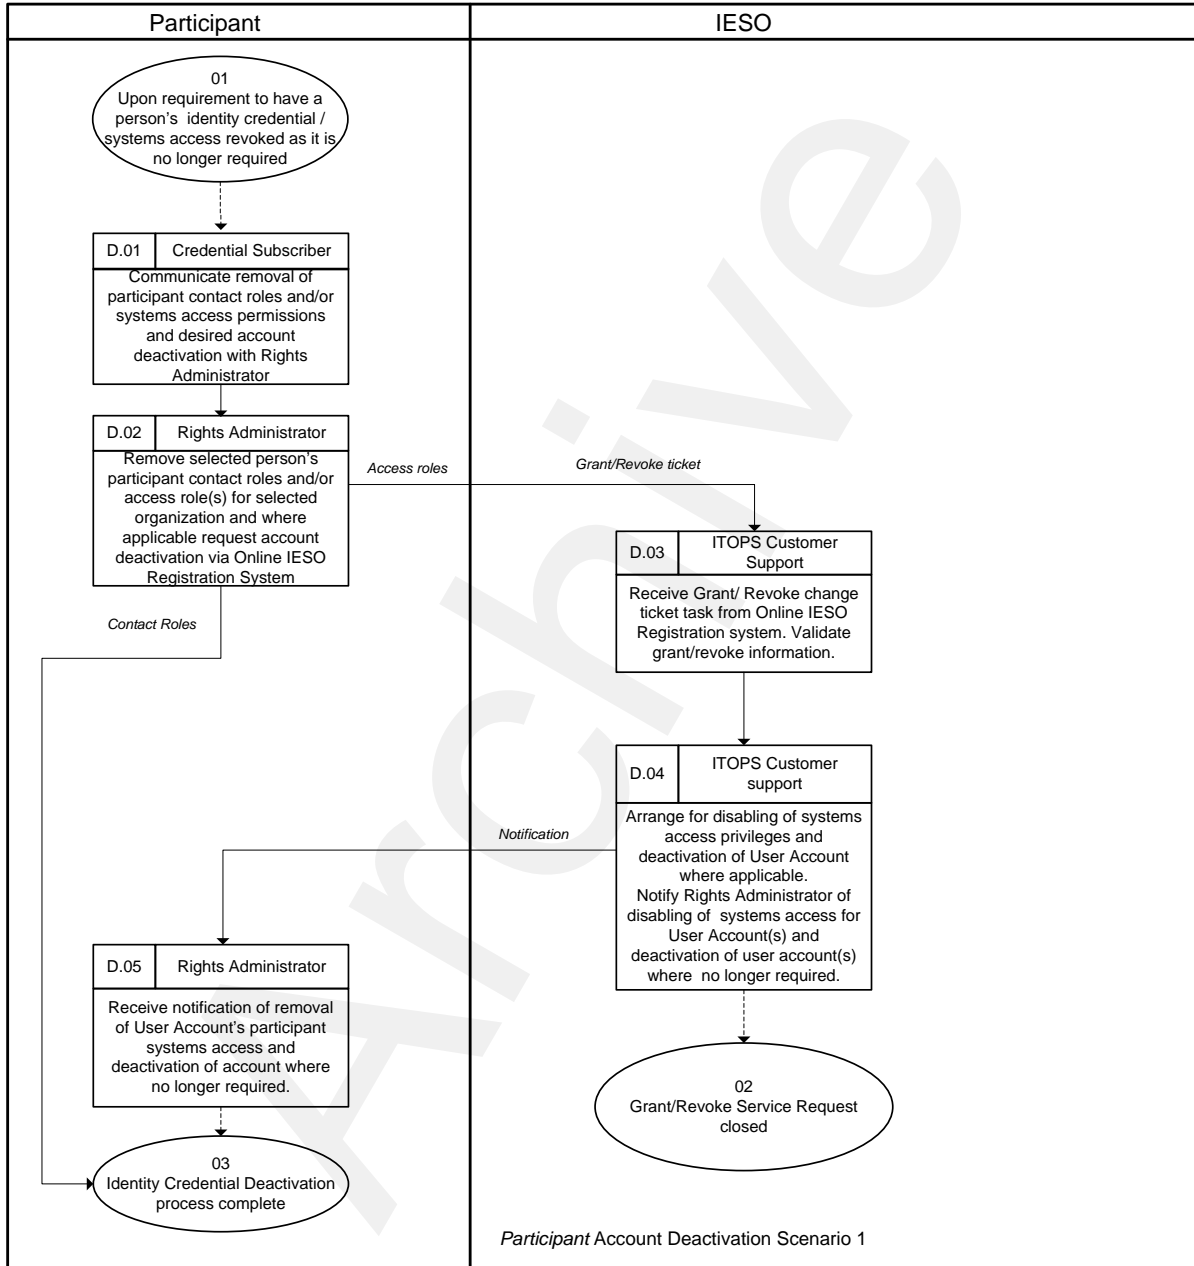 Participant
IESO
01
Upon requirement to have a
person's identity credential /
systems access revoked as it is
no longer required
D.01
Credential Subscriber
Communicate removal of
participant contact roles and/or
systems access permissions
and desired account
deactivation with Rights
Administrator
D.02
Rights Administrator
Remove selected person's
participant contact roles and/or
access role(s) for selected
organization and where
applicable request account
deactivation via Online IESO
Registration System
Access roles
Grant/Revoke ticket
Contact Roles
D.03
ITOPS Customer
Support
Receive Grant/ Revoke change
ticket task from Online IESO
Registration system. Validate
grant/revoke information.
D.04
ITOPS Customer
support
Arrange for disabling of systems
access privileges and
deactivation of User Account
where applicable.
Notify Rights Administrator of
disabling of systems access for
User Account(s) and
deactivation of user account(s)
where no longer required.
Notification
D.05
Rights Administrator
Receive notification of removal
of User Account's participant
systems access and
deactivation of account where
no longer required.
02
Grant/Revoke Service Request
closed
03
Identity Credential Deactivation
process complete
Participant Account Deactivation Scenario 1
Archive